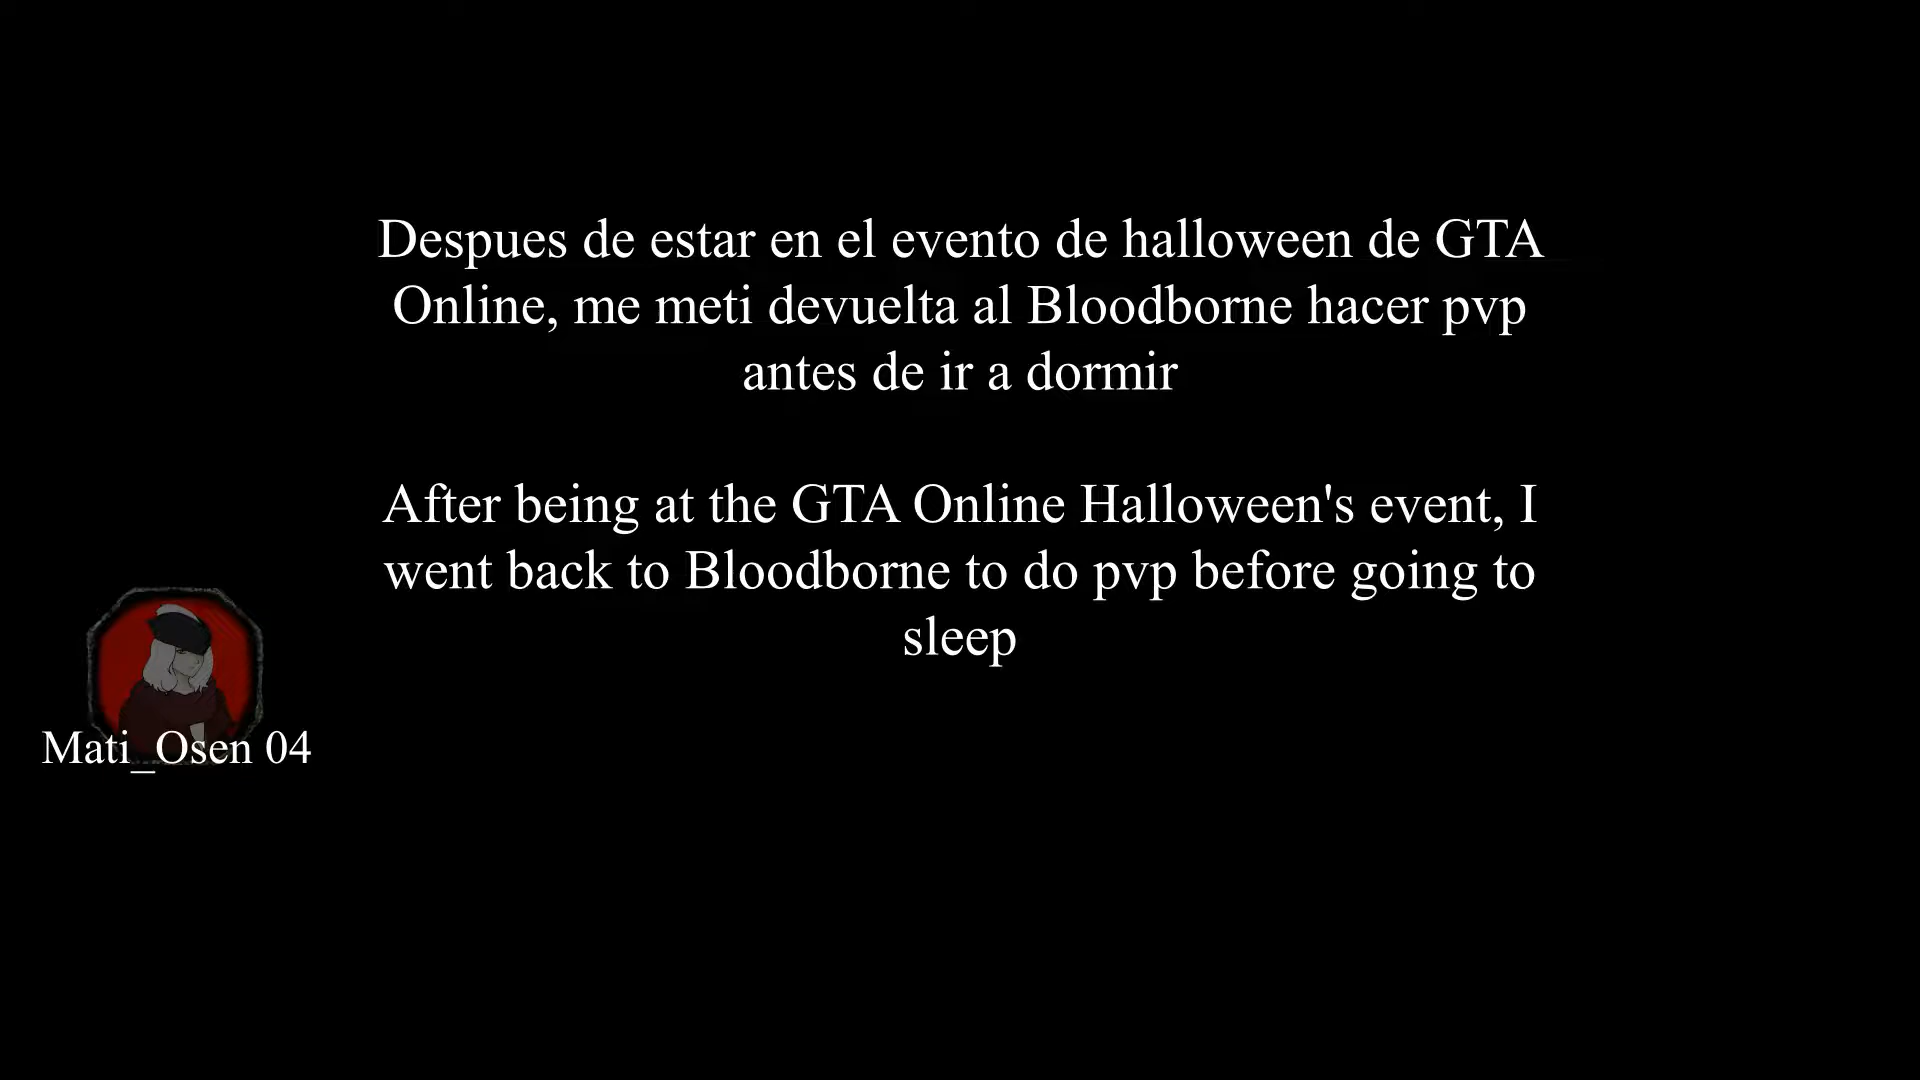 Despues de estar en el evento de halloween de GTA
Online, me meti devuelta al Bloodborne hacer pvp
antes de ir a dormir
After being at the GTA Online Halloween's event, I
went back to Bloodborne to do pvp before going to
sleep
Mati_Osen 04